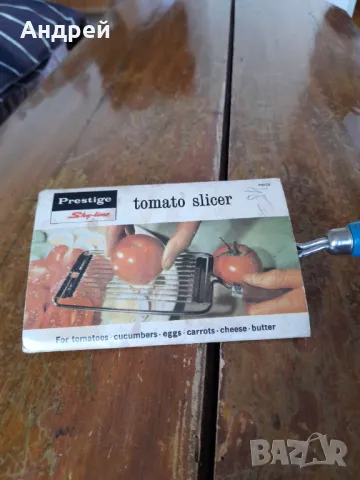 Андрей
Prestige
Sky-line
tomato slicer
For tomatoes · cucumbers · eggs · carrots · cheese · butter
BAZAR